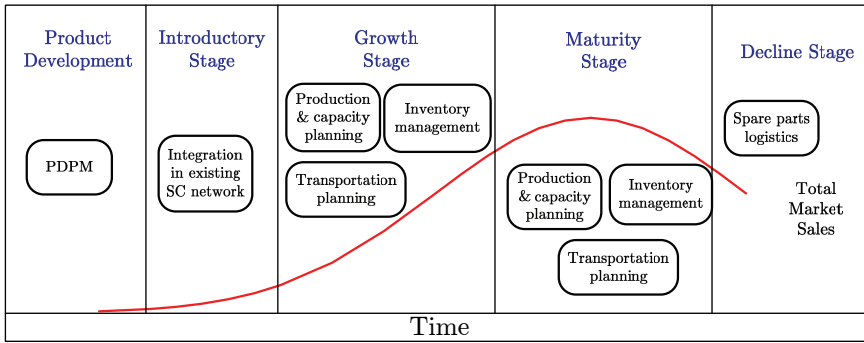 Product
Development
Introductory
Stage
Growth
Stage
Maturity
Stage
Decline Stage
PDPM
Integration
in existing
SC network
Production
& capacity
planning
Inventory
management
Transportation
planning
Production
& capacity
planning
Inventory
management
Transportation
planning
Spare parts
logistics
Total
Market
Sales
Time